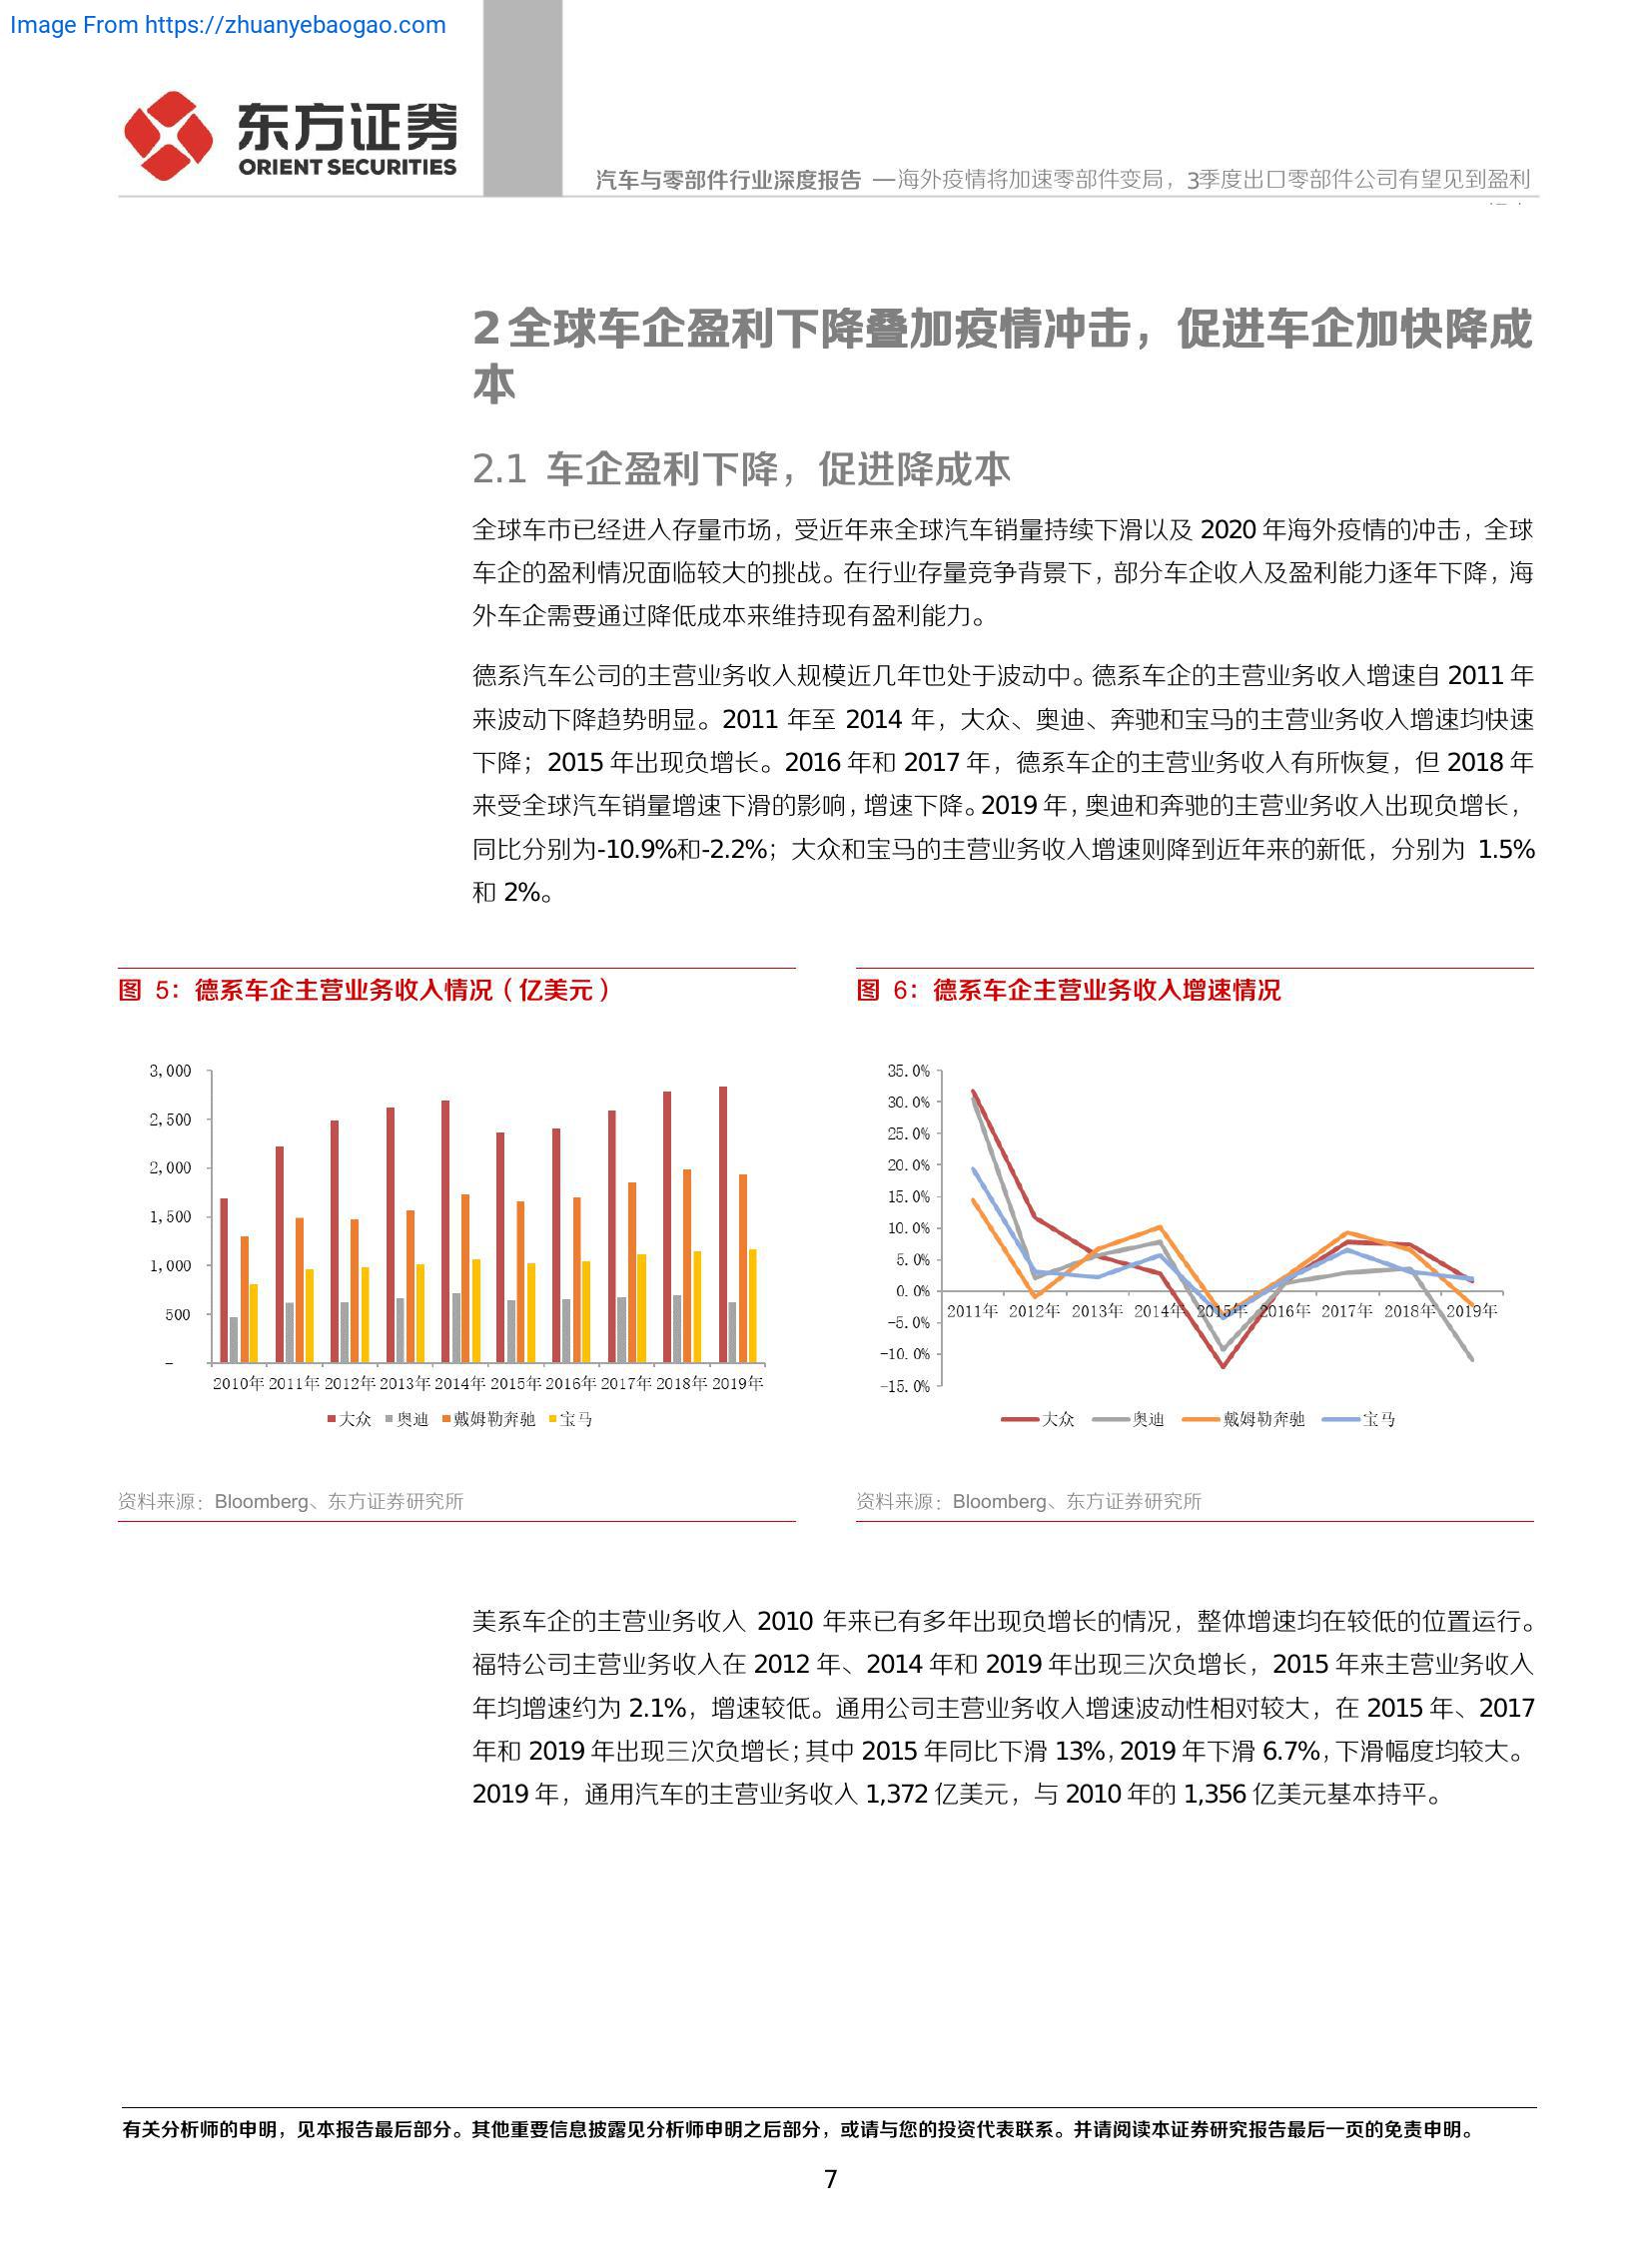 Image From https://zhuanyebaogao.com
东方证券
ORIENT SECURITIES
汽车与零部件行业深度报告 —海外疫情将加速零部件变局，3季度出口零部件公司有望见到盈利
2 全球车企盈利下降叠加疫情冲击，促进车企加快降成
本
2.1 车企盈利下降，促进降成本
全球车市已经进入存量市场，受近年来全球汽车销量持续下滑以及 2020 年海外疫情的冲击，全球
车企的盈利情况面临较大的挑战。在行业存量竞争背景下，部分车企收入及盈利能力逐年下降，海
外车企需要通过降低成本来维持现有盈利能力。
德系汽车公司的主营业务收入规模近几年也处于波动中。德系车企的主营业务收入增速自 2011 年
来波动下降趋势明显。2011 年至 2014 年，大众、奥迪、奔驰和宝马的主营业务收入增速均快速
下降；2015 年出现负增长。2016 年和 2017 年，德系车企的主营业务收入有所恢复，但 2018 年
来受全球汽车销量增速下滑的影响，增速下降。2019 年，奥迪和奔驰的主营业务收入出现负增长，
同比分别为-10.9%和-2.2%；大众和宝马的主营业务收入增速则降到近年来的新低，分别为 1.5%
和 2%。
图 5：德系车企主营业务收入情况（亿美元）
3,000
2,500
2,000
1,500
1,000
500
–
2010年 2011年 2012年 2013年 2014年 2015年 2016年 2017年 2018年 2019年
大众 奥迪 戴姆勒奔驰 宝马
资料来源：Bloomberg、东方证券研究所
图 6：德系车企主营业务收入增速情况
35.0%
30.0%
25.0%
20.0%
15.0%
10.0%
5.0%
0.0%
-5.0%
-10.0%
-15.0%
2011年 2012年 2013年 2014年 2015年 2016年 2017年 2018年 2019年
大众 奥迪 戴姆勒奔驰 宝马
资料来源：Bloomberg、东方证券研究所
美系车企的主营业务收入 2010 年来已有多年出现负增长的情况，整体增速均在较低的位置运行。
福特公司主营业务收入在 2012 年、2014 年和 2019 年出现三次负增长，2015 年来主营业务收入
年均增速约为 2.1%，增速较低。通用公司主营业务收入增速波动性相对较大，在 2015 年、2017
年和 2019 年出现三次负增长；其中 2015 年同比下滑 13%，2019 年下滑 6.7%，下滑幅度均较大。
2019 年，通用汽车的主营业务收入 1,372 亿美元，与 2010 年的 1,356 亿美元基本持平。
有关分析师的申明，见本报告最后部分。其他重要信息披露见分析师申明之后部分，或请与您的投资代表联系。并请阅读本证券研究报告最后一页的免责申明。
7